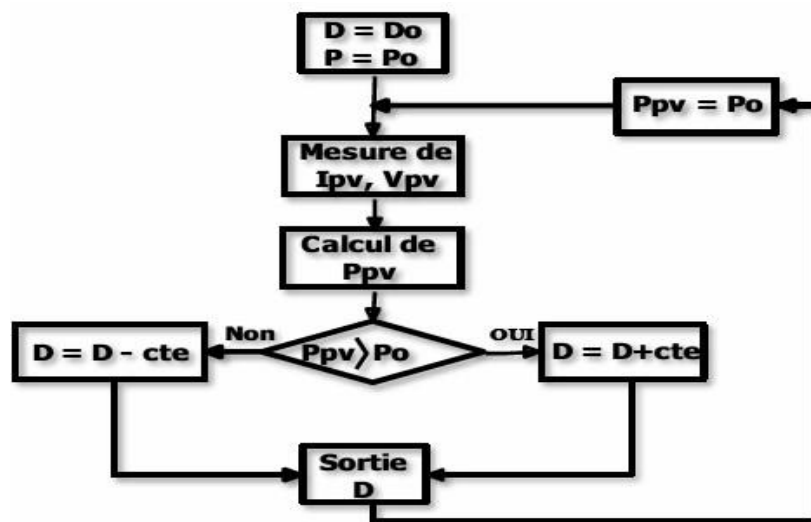 D = Do
P = Po
Ppv = Po
Mesure de
Ipv, Vpv
Calcul de
Ppv
Non
OUI
D = D - cte
Ppv > Po
D = D+cte
Sortie
D